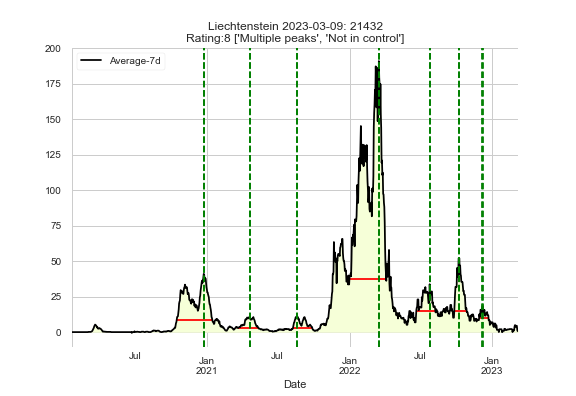 Liechtenstein 2023-03-09: 21432
Rating:8 ['Multiple peaks', 'Not in control']
200
Average-7d
175
150
125
100
75
50
25
0
Jul
Jan
2021
Jul
Jan
2022
Jul
Jan
2023
Date